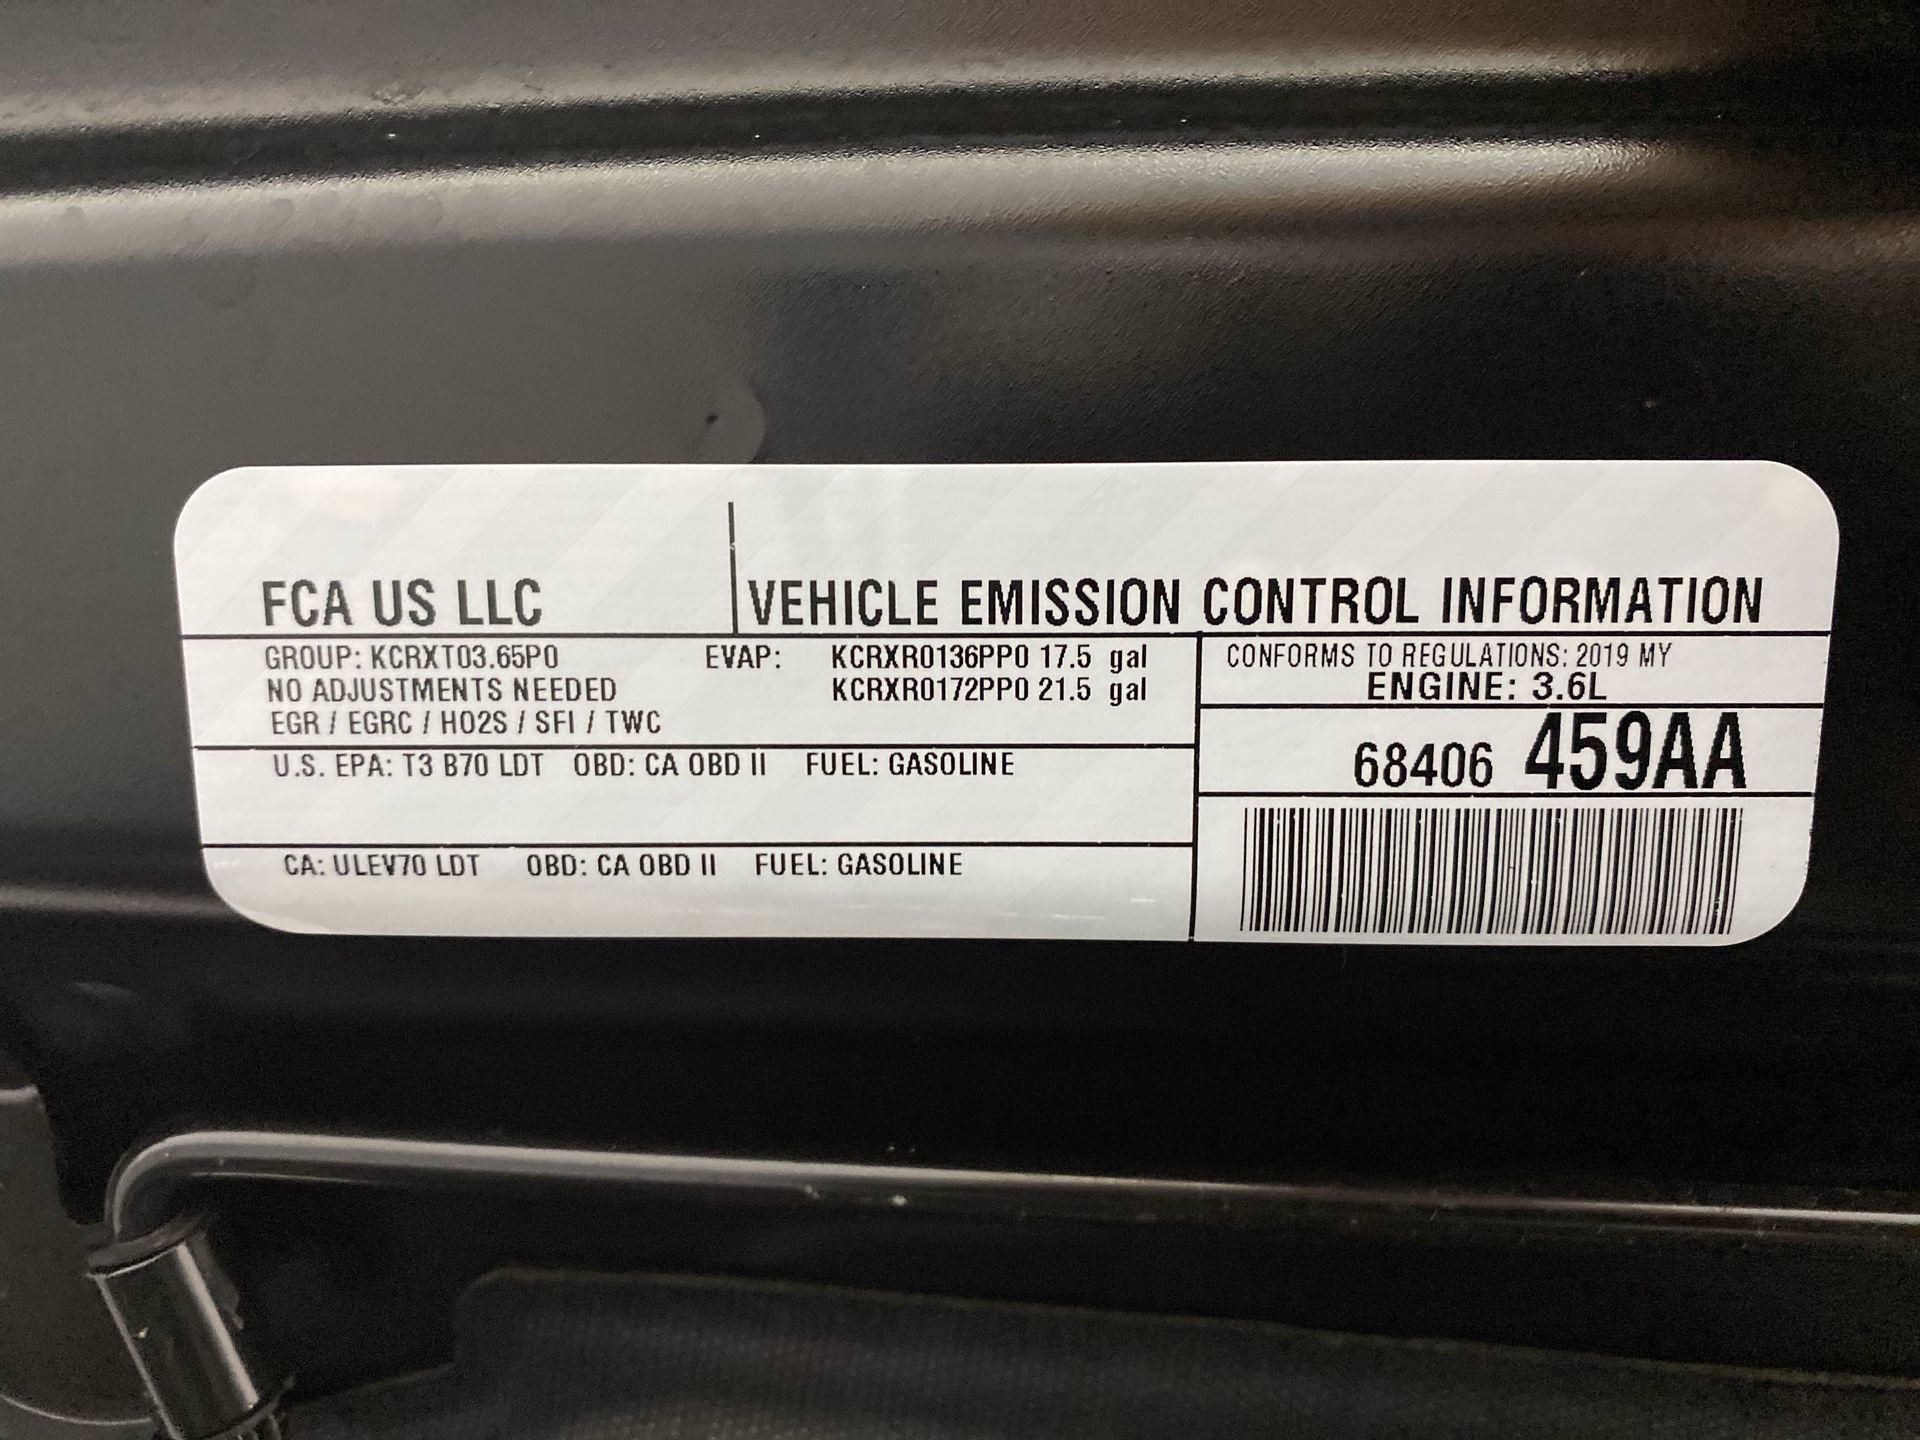 FCA US LLC
VEHICLE EMISSION CONTROL INFORMATION
GROUP: KCRXT03.65P0
NO ADJUSTMENTS NEEDED
EGR / EGRC / HO2S / SFI / TWC
EVAP: KCRXR0136PP0 17.5 gal
KCRXR0172PP0 21.5 gal
CONFORMS TO REGULATIONS: 2019 MY
ENGINE: 3.6L
68406 459AA
U.S. EPA: T3 B70 LDT OBD: CA OBD II FUEL: GASOLINE
CA: ULEV70 LDT OBD: CA OBD II FUEL: GASOLINE